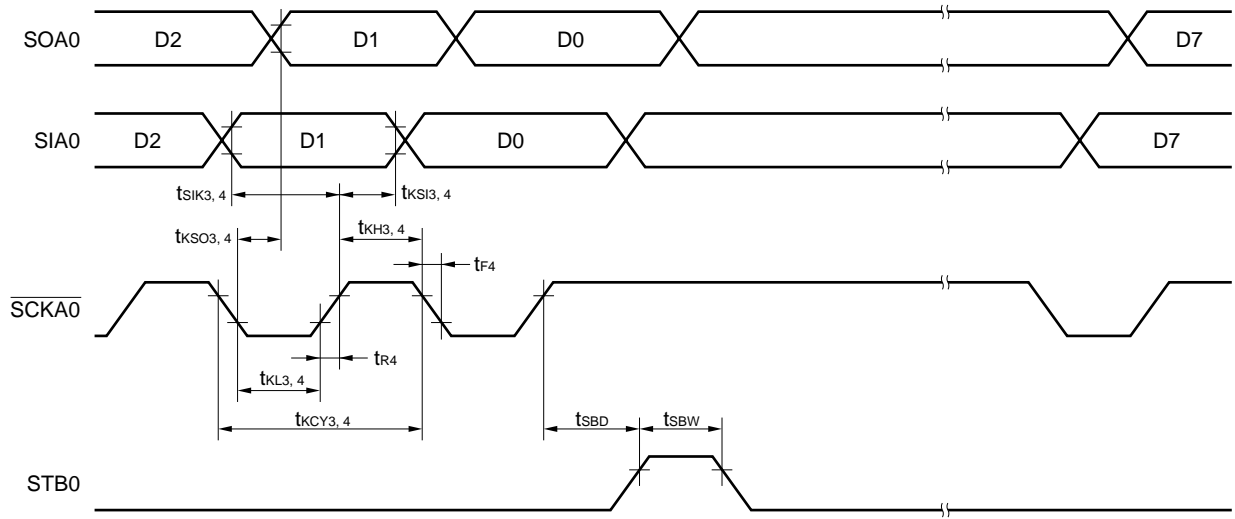 SOA0 D2 D1 D0 D7
SIA0 D2 D1 D0 D7
tSIK3, 4 tKSI3, 4
tKSO3, 4 tKH3, 4
tF4
SCKA0
tR4
tKL3, 4
tKCY3, 4 tSBD tSBW
STB0